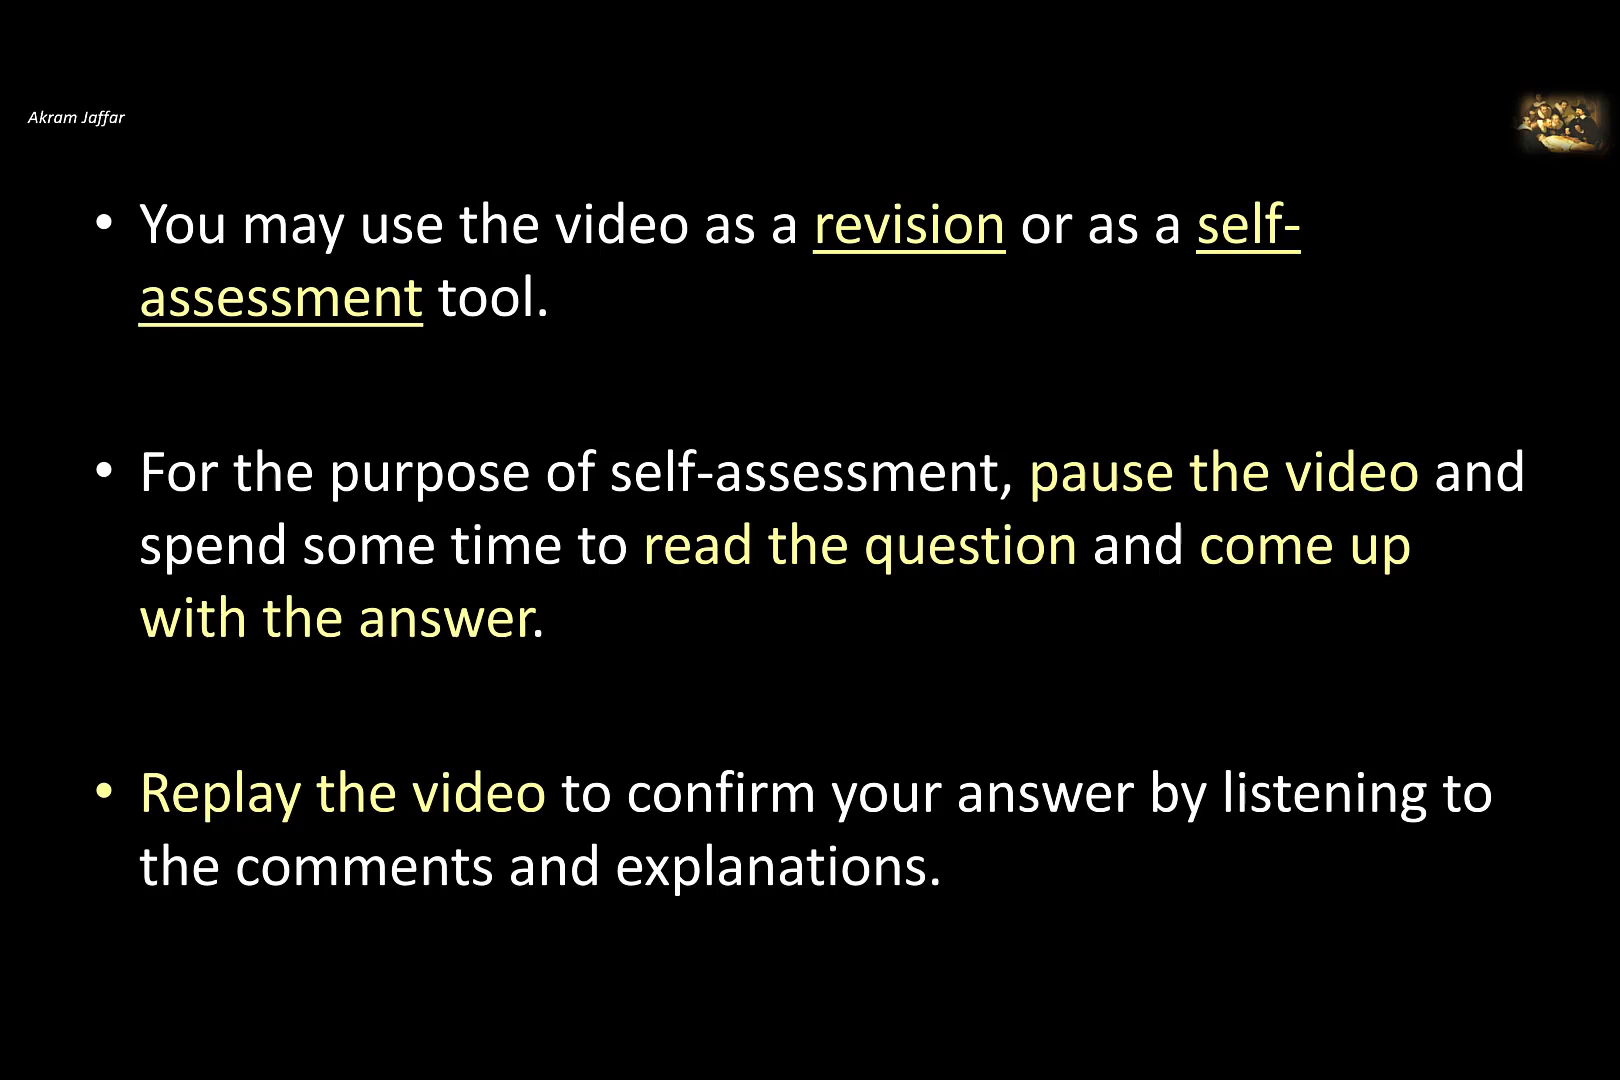 Akram Jaffar
• You may use the video as a revision or as a self-
assessment tool.
• For the purpose of self-assessment, pause the video and
spend some time to read the question and come up
with the answer.
• Replay the video to confirm your answer by listening to
the comments and explanations.